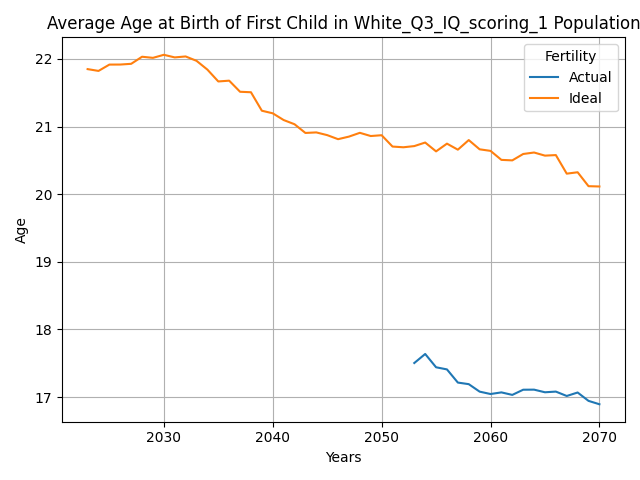 Average Age at Birth of First Child in White_Q3_IQ_scoring_1 Population
Fertility
Actual
Ideal
Age
22
21
20
19
18
17
2030
2040
2050
2060
2070
Years